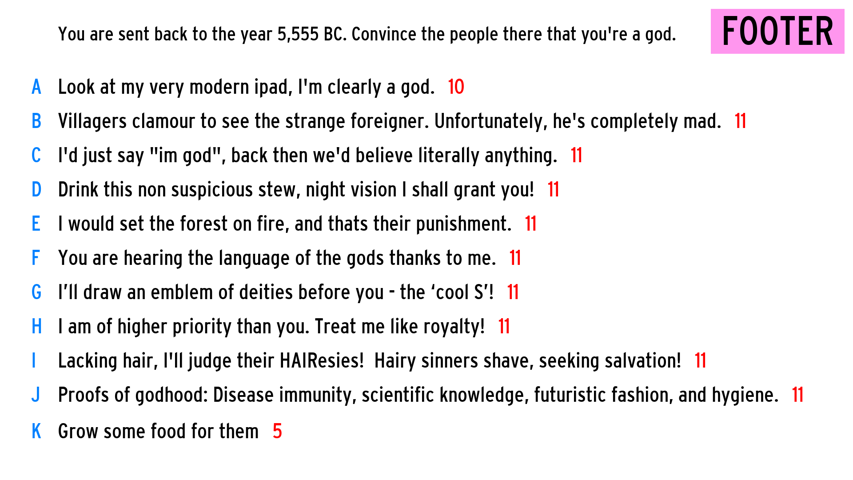 You are sent back to the year 5,555 BC. Convince the people there that you're a god.
FOOTER
A Look at my very modern ipad, I'm clearly a god. 10
B Villagers clamour to see the strange foreigner. Unfortunately, he's completely mad. 11
C I'd just say "im god", back then we'd believe literally anything. 11
D Drink this non suspicious stew, night vision I shall grant you! 11
E I would set the forest on fire, and thats their punishment. 11
F You are hearing the language of the gods thanks to me. 11
G I’ll draw an emblem of deities before you - the ‘cool S’! 11
H I am of higher priority than you. Treat me like royalty! 11
I Lacking hair, I'll judge their HAIResies! Hairy sinners shave, seeking salvation! 11
J Proofs of godhood: Disease immunity, scientific knowledge, futuristic fashion, and hygiene. 11
K Grow some food for them 5